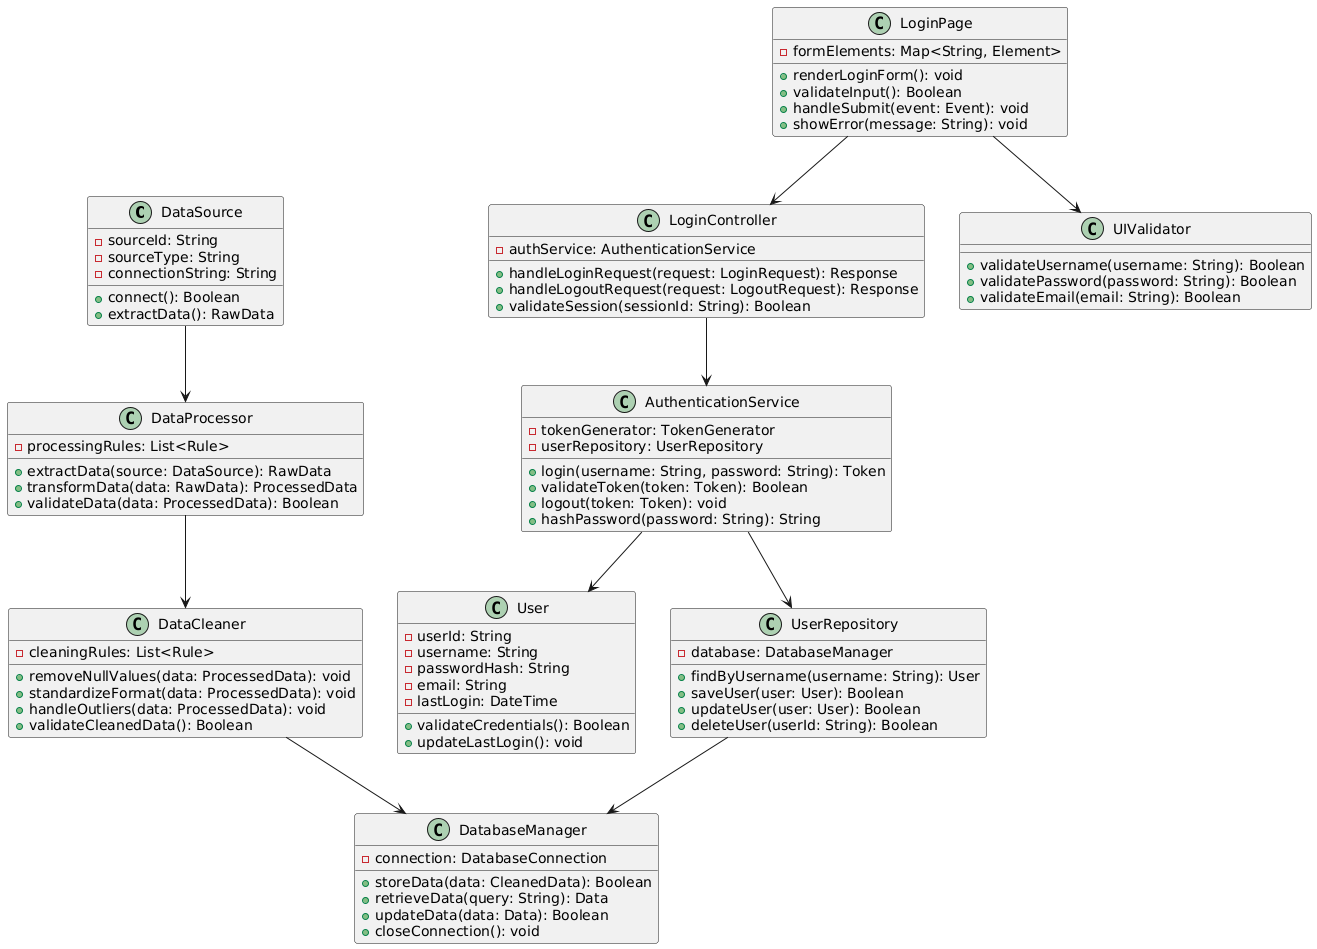 C LoginPage
formElements: Map<String, Element>
renderLoginForm(): void
validateInput(): Boolean
handleSubmit(event: Event): void
showError(message: String): void
C DataSource
sourceId: String
sourceType: String
connectionString: String
connect(): Boolean
extractData(): RawData
C LoginController
authService: AuthenticationService
handleLoginRequest(request: LoginRequest): Response
handleLogoutRequest(request: LogoutRequest): Response
validateSession(sessionId: String): Boolean
C UIValidator
validateUsername(username: String): Boolean
validatePassword(password: String): Boolean
validateEmail(email: String): Boolean
C DataProcessor
processingRules: List<Rule>
extractData(source: DataSource): RawData
transformData(data: RawData): ProcessedData
validateData(data: ProcessedData): Boolean
C AuthenticationService
tokenGenerator: TokenGenerator
userRepository: UserRepository
login(username: String, password: String): Token
validateToken(token: Token): Boolean
logout(token: Token): void
hashPassword(password: String): String
C DataCleaner
cleaningRules: List<Rule>
removeNullValues(data: ProcessedData): void
standardizeFormat(data: ProcessedData): void
handleOutliers(data: ProcessedData): void
validateCleanedData(): Boolean
C User
userId: String
username: String
passwordHash: String
email: String
lastLogin: DateTime
validateCredentials(): Boolean
updateLastLogin(): void
C UserRepository
database: DatabaseManager
findByUsername(username: String): User
saveUser(user: User): Boolean
updateUser(user: User): Boolean
deleteUser(userId: String): Boolean
C DatabaseManager
connection: DatabaseConnection
storeData(data: CleanedData): Boolean
retrieveData(query: String): Data
updateData(data: Data): Boolean
closeConnection(): void